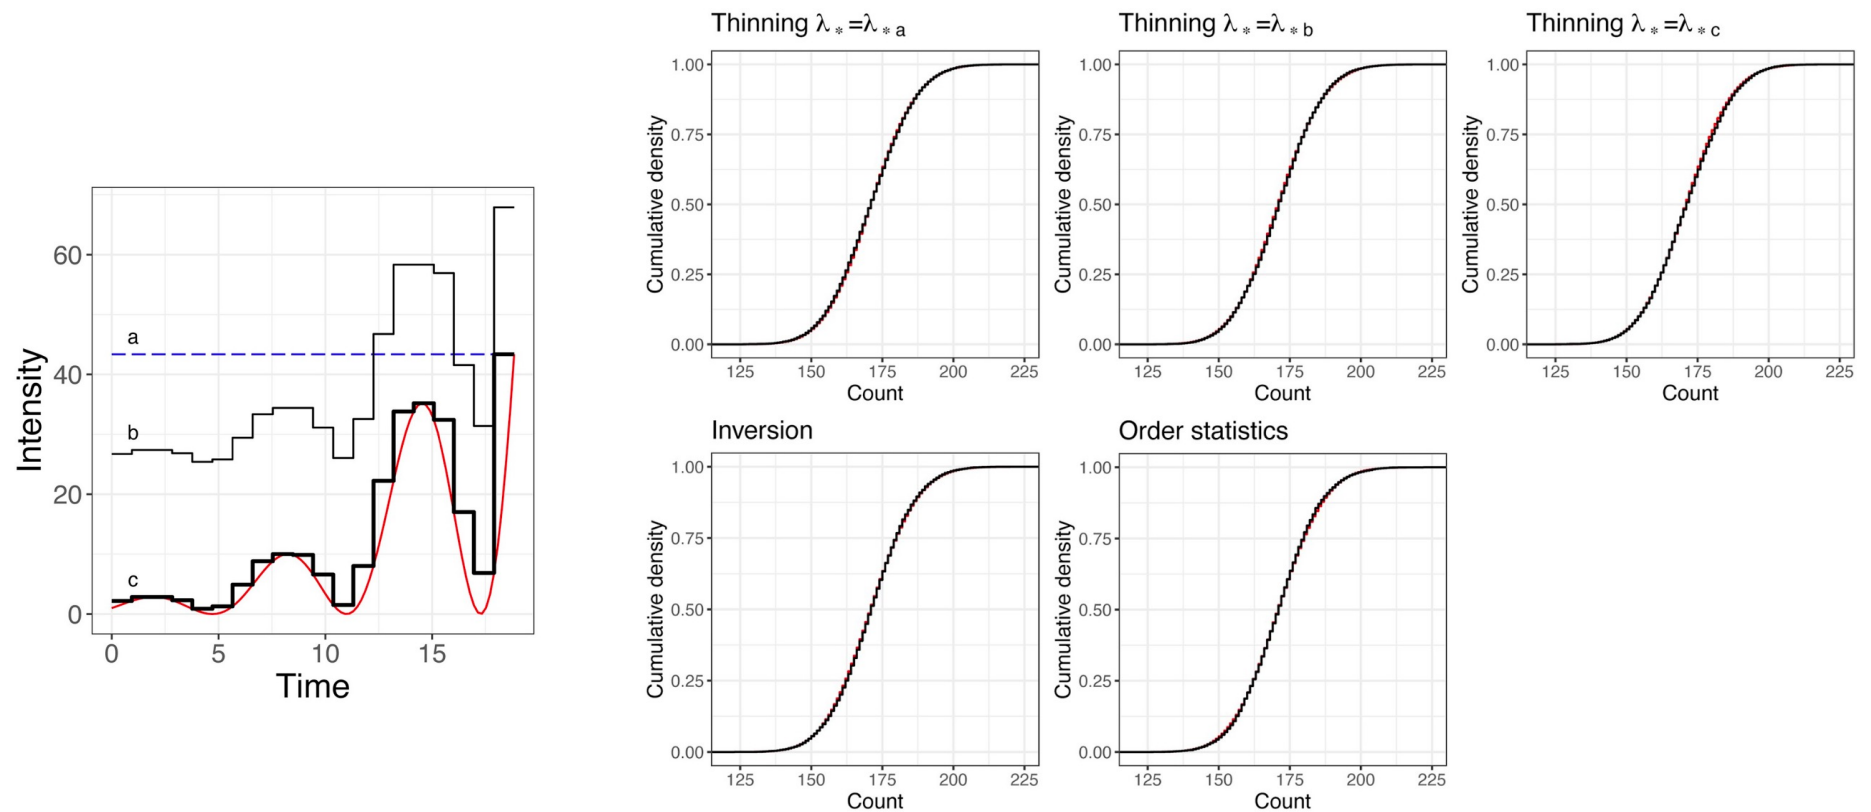 Intensity
60
40
20
0
a
b
c
0 5 10 15
Time
Thinning λ * =λ * a
Cumulative density
1.00
0.75
0.50
0.25
0.00
125 150 175 200 225
Count
Thinning λ * =λ * b
Cumulative density
1.00
0.75
0.50
0.25
0.00
125 150 175 200 225
Count
Thinning λ * =λ * c
Cumulative density
1.00
0.75
0.50
0.25
0.00
125 150 175 200 225
Count
Inversion
Cumulative density
1.00
0.75
0.50
0.25
0.00
125 150 175 200 225
Count
Order statistics
Cumulative density
1.00
0.75
0.50
0.25
0.00
125 150 175 200 225
Count